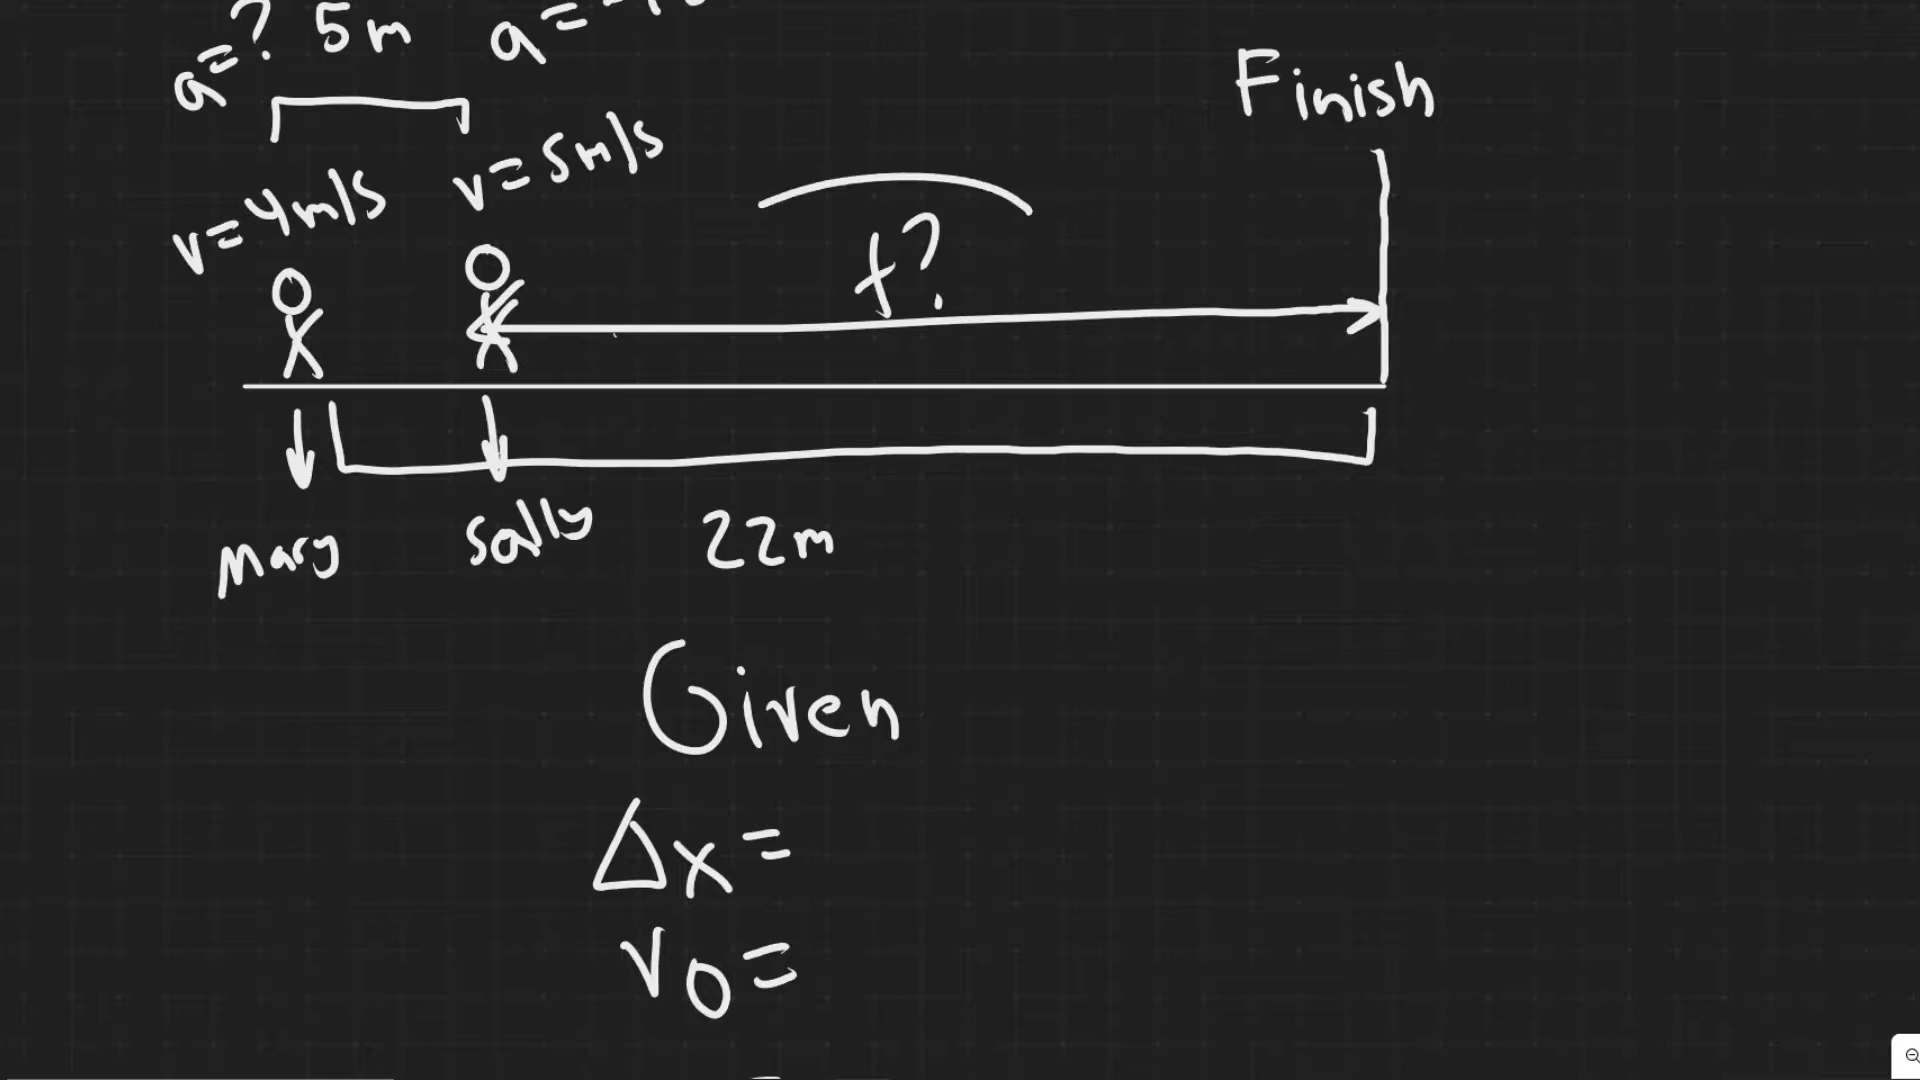 a=? 5m a=
Finish
v=4m/s v=5m/s
t?
Mary Sally 22m
Given
Δx=
v0=